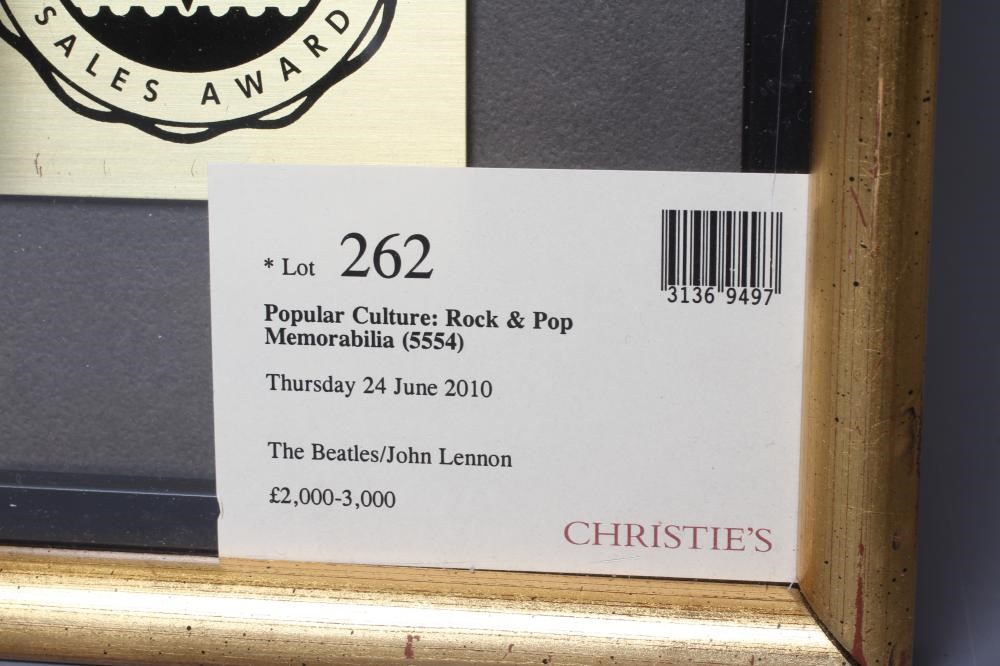 SALES AWARD
* Lot 262
3136 9497
Popular Culture: Rock & Pop
Memorabilia (5554)
Thursday 24 June 2010
The Beatles/John Lennon
£2,000-3,000
CHRISTIE'S